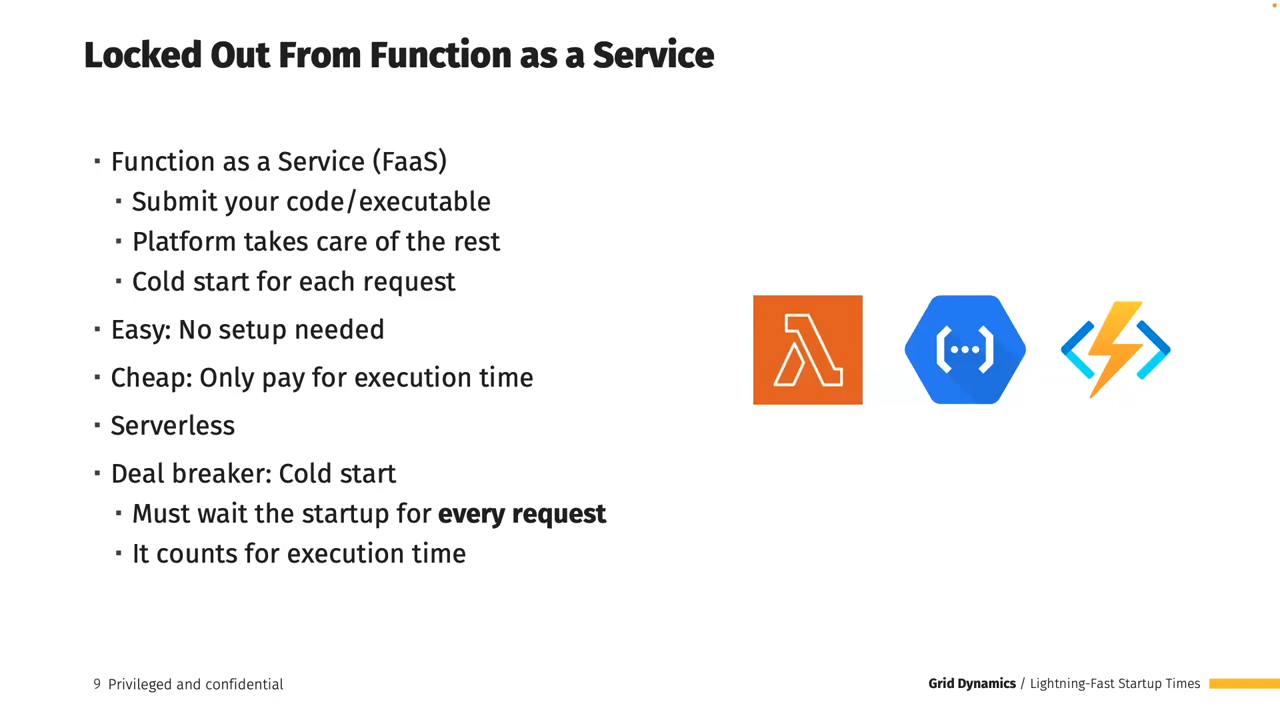 Locked Out From Function as a Service
▪ Function as a Service (FaaS)
▪ Submit your code/executable
▪ Platform takes care of the rest
▪ Cold start for each request
▪ Easy: No setup needed
▪ Cheap: Only pay for execution time
▪ Serverless
▪ Deal breaker: Cold start
▪ Must wait the startup for every request
▪ It counts for execution time
9 Privileged and confidential
Grid Dynamics / Lightning-Fast Startup Times